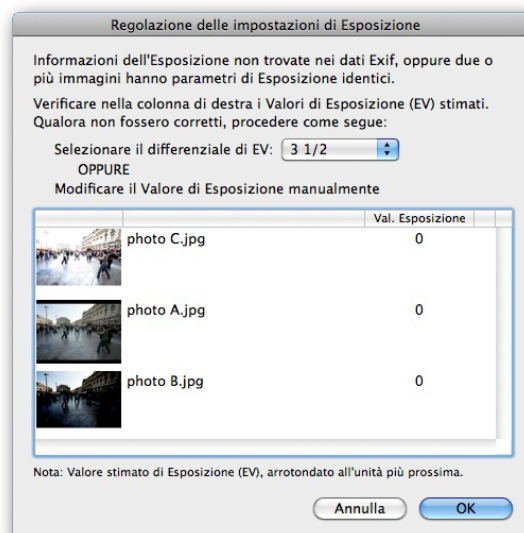 Regolazione delle impostazioni di Esposizione
Informazioni dell'Esposizione non trovate nei dati Exif, oppure due o
più immagini hanno parametri di Esposizione identici.
Verificare nella colonna di destra i Valori di Esposizione (EV) stimati.
Qualora non fossero corretti, procedere come segue:
Selezionare il differenziale di EV: 3 1/2
OPPURE
Modificare il Valore di Esposizione manualmente
Val. Esposizione
photo C.jpg 0
photo A.jpg 0
photo B.jpg 0
Nota: Valore stimato di Esposizione (EV), arrotondato all'unità più prossima.
Annulla OK